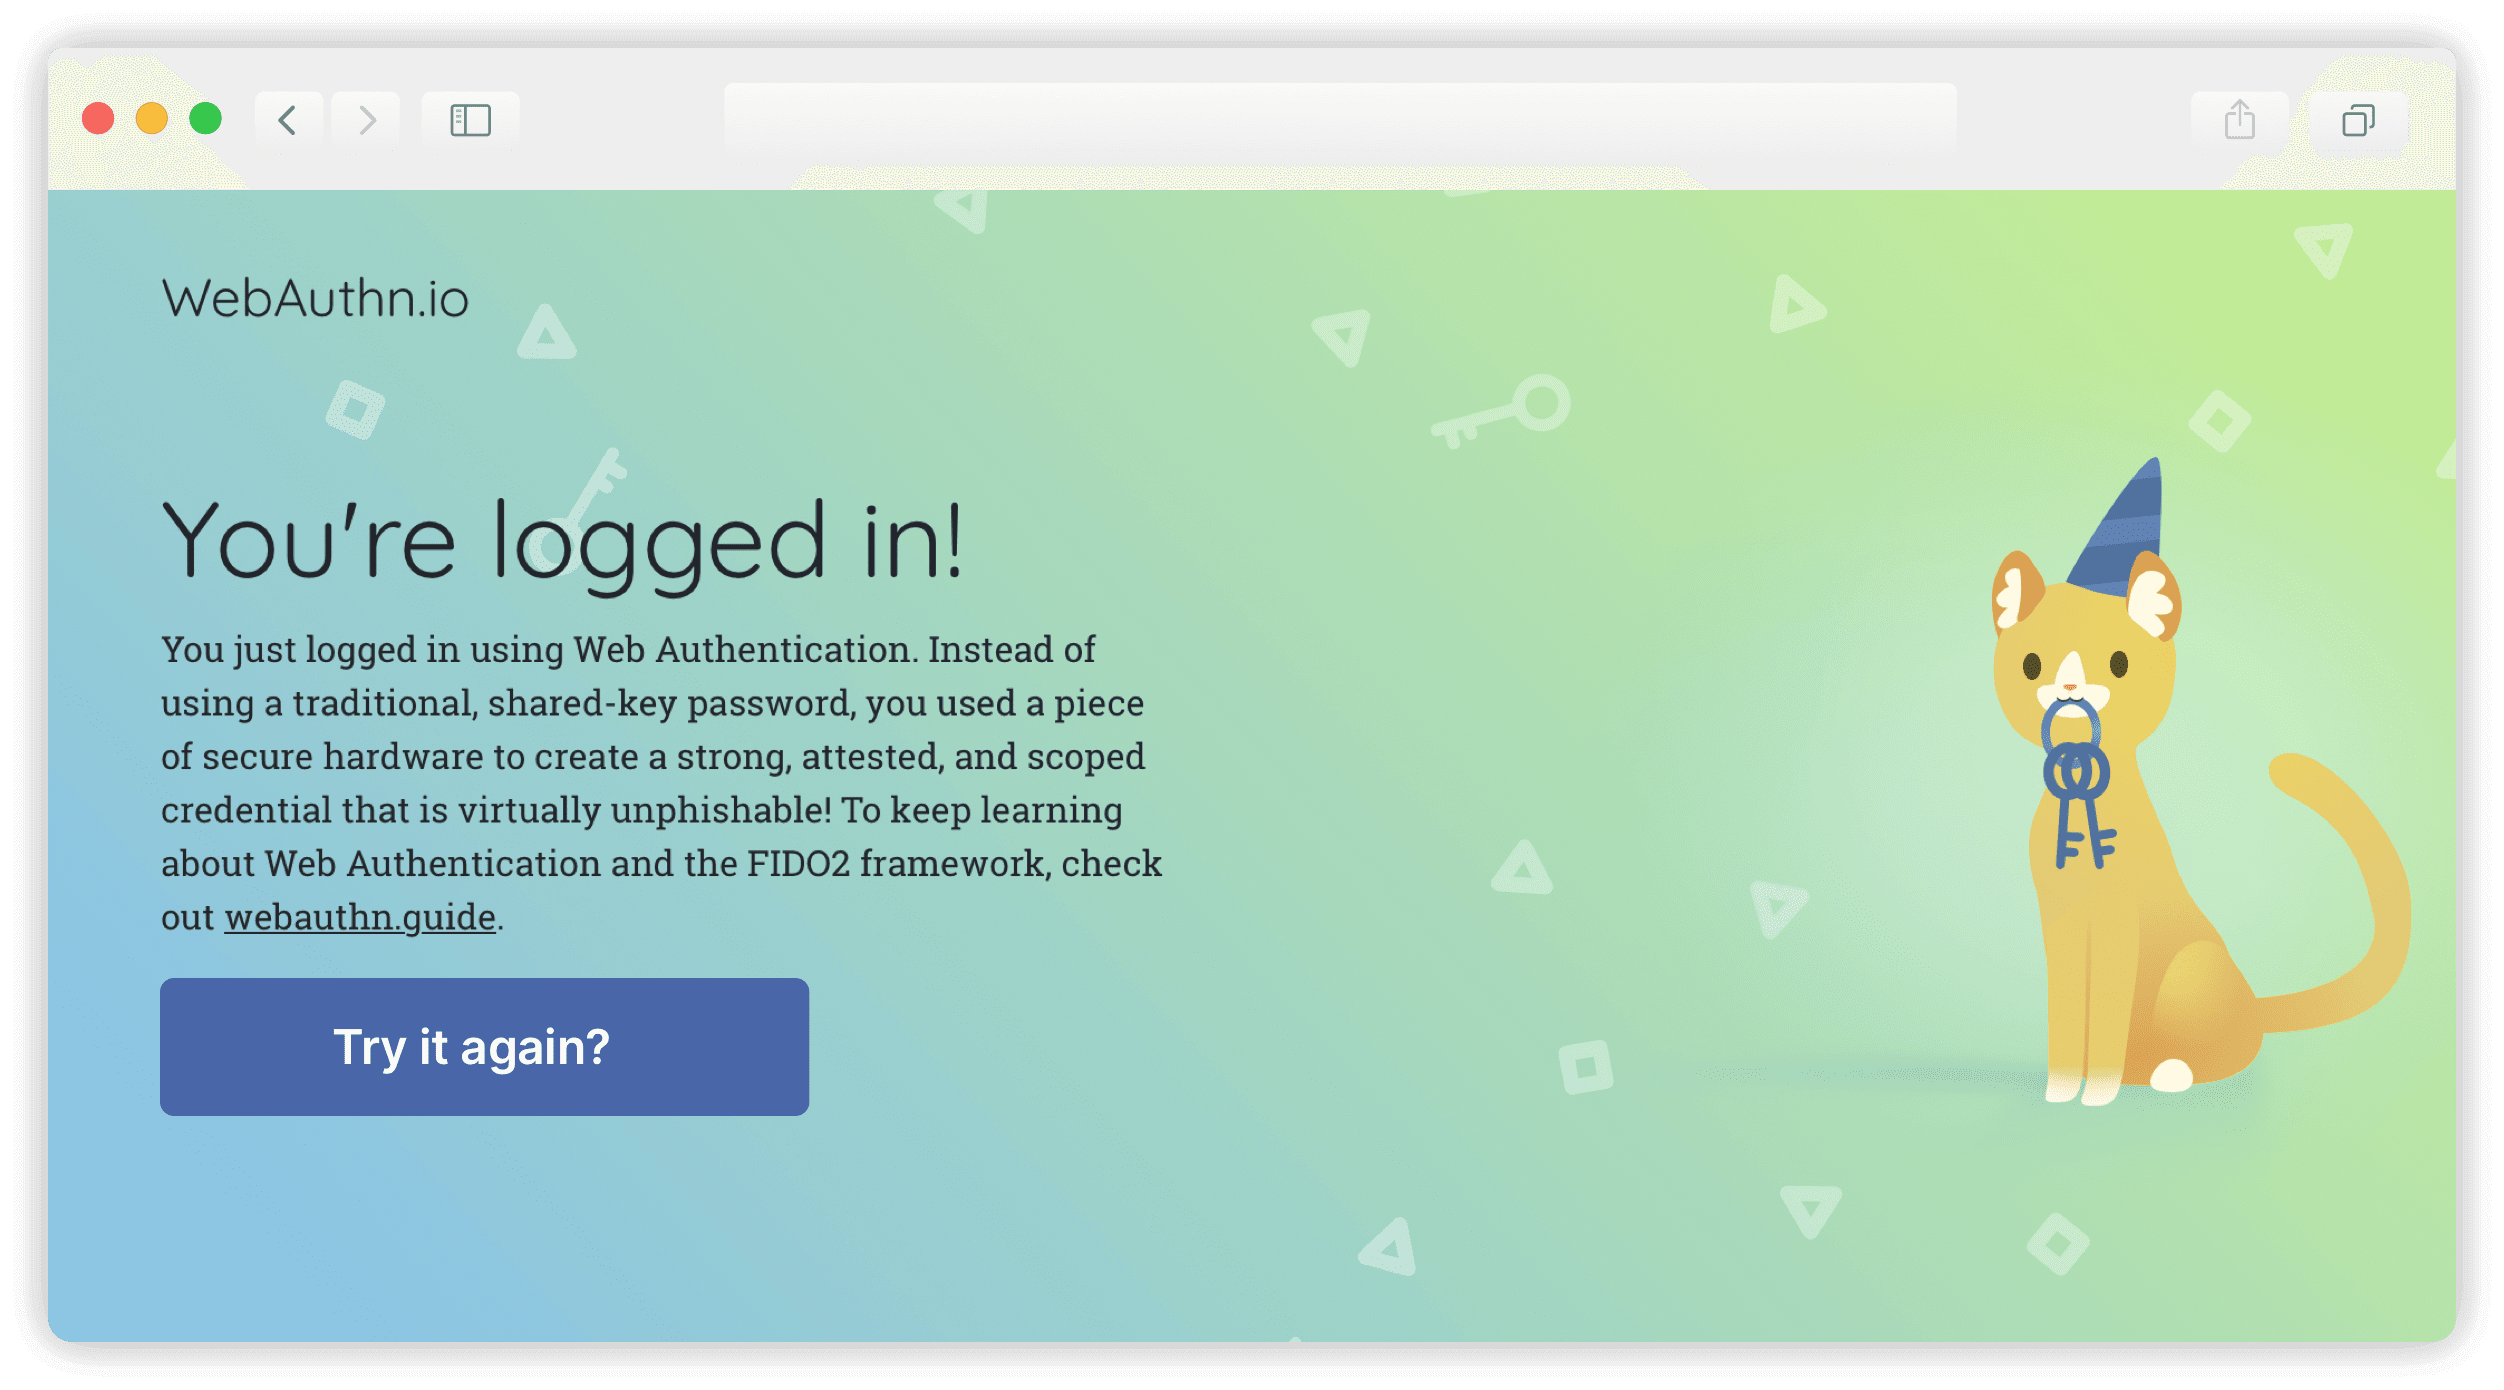 WebAuthn.io
You're logged in!
You just logged in using Web Authentication. Instead of
using a traditional, shared-key password, you used a piece
of secure hardware to create a strong, attested, and scoped
credential that is virtually unphishable! To keep learning
about Web Authentication and the FIDO2 framework, check
out webauthn.guide.
Try it again?